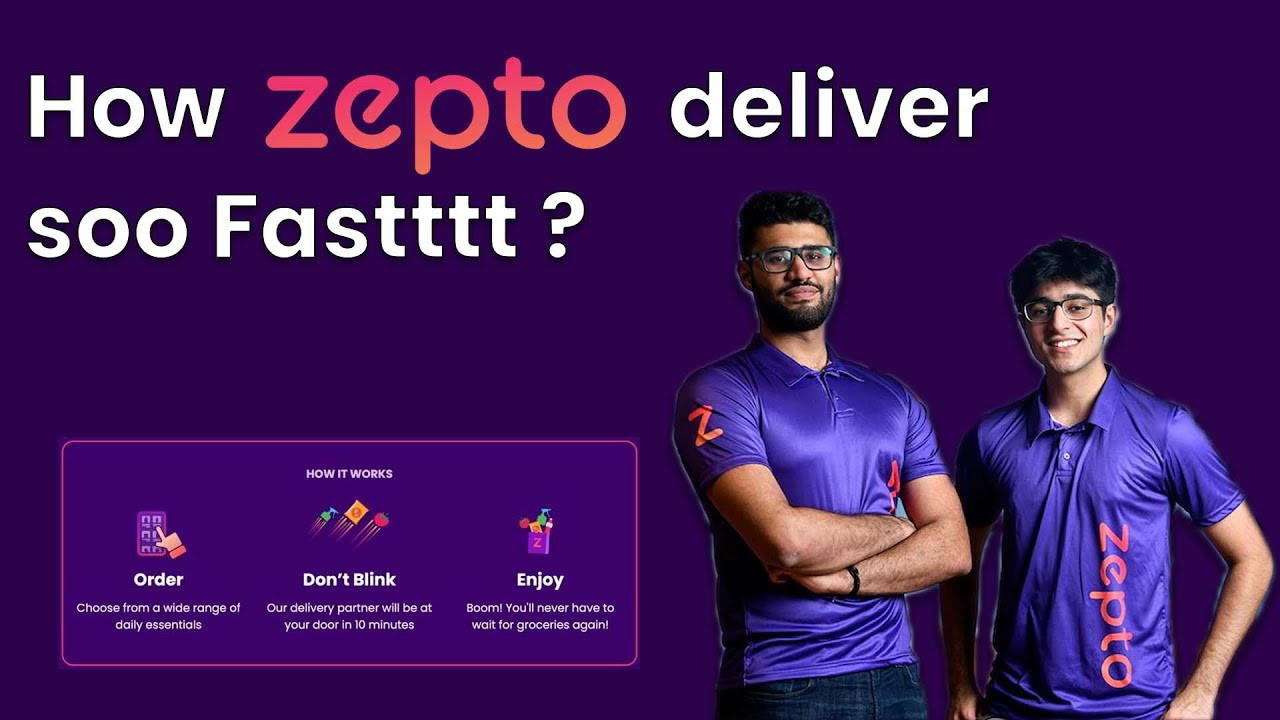 How zepto deliver
soo Fastttt ?
HOW IT WORKS
Order
Choose from a wide range of
daily essentials
Don't Blink
Our delivery partner will be at
your door in 10 minutes
Enjoy
Boom! You'll never have to
wait for groceries again!
Z
Z
zepto